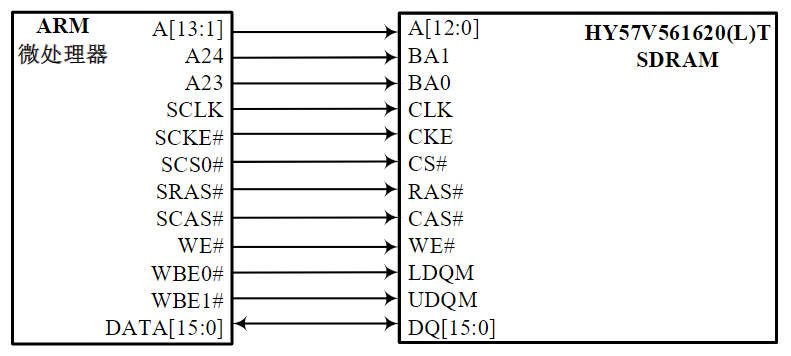 ARM
微处理器
A[13:1]
A24
A23
SCLK
SCKE#
SCS0#
SRAS#
SCAS#
WE#
WBE0#
WBE1#
DATA[15:0]
A[12:0]
BA1
BA0
CLK
CKE
CS#
RAS#
CAS#
WE#
LDQM
UDQM
DQ[15:0]
HY57V561620(L)T
SDRAM